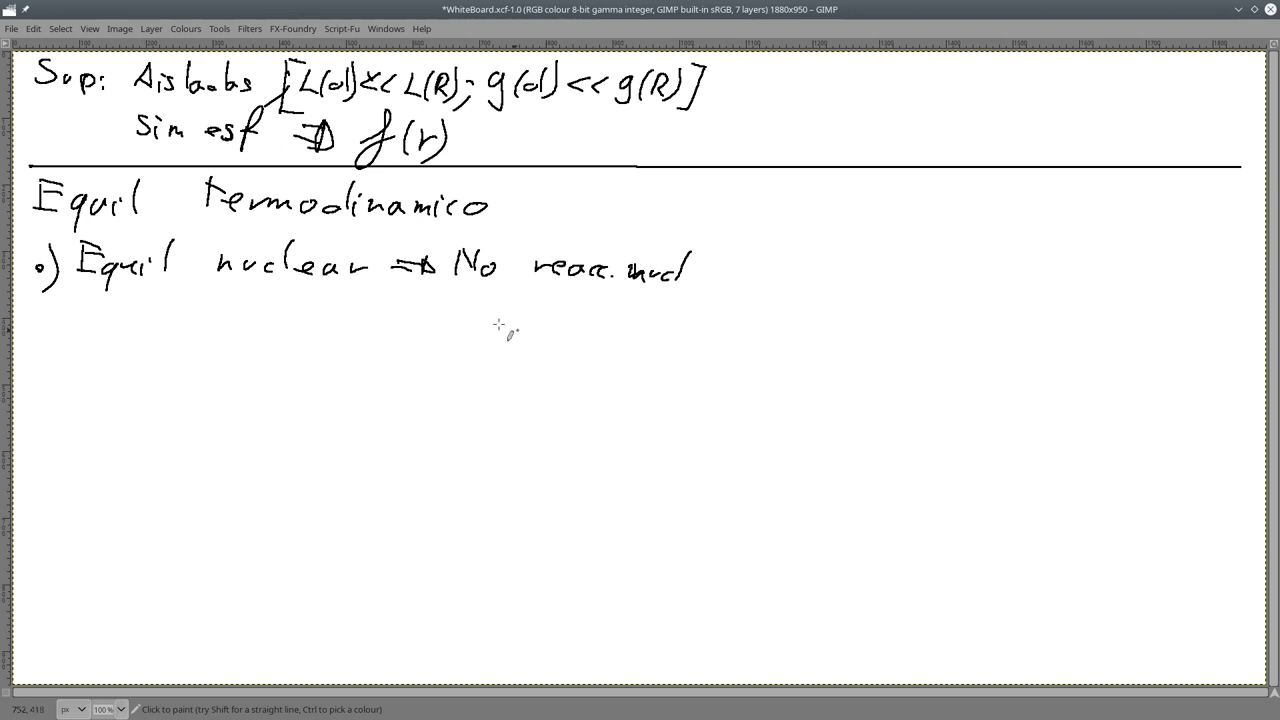 *WhiteBoard.xcf-1.0 (RGB colour 8-bit gamma integer, GIMP built-in sRGB, 7 layers) 1880x950 – GIMP
File Edit Select View Image Layer Colours Tools Filters FX-Foundry Script-Fu Windows Help
Sup: Aisladas [L(d)<<L(R); g(d)<<g(R)]
Sim esf ⇒ f(r)
Equil termodinamico
•) Equil nuclear ⇒ No reacc. nucl
752, 418 px 100 % Click to paint (try Shift for a straight line, Ctrl to pick a colour)